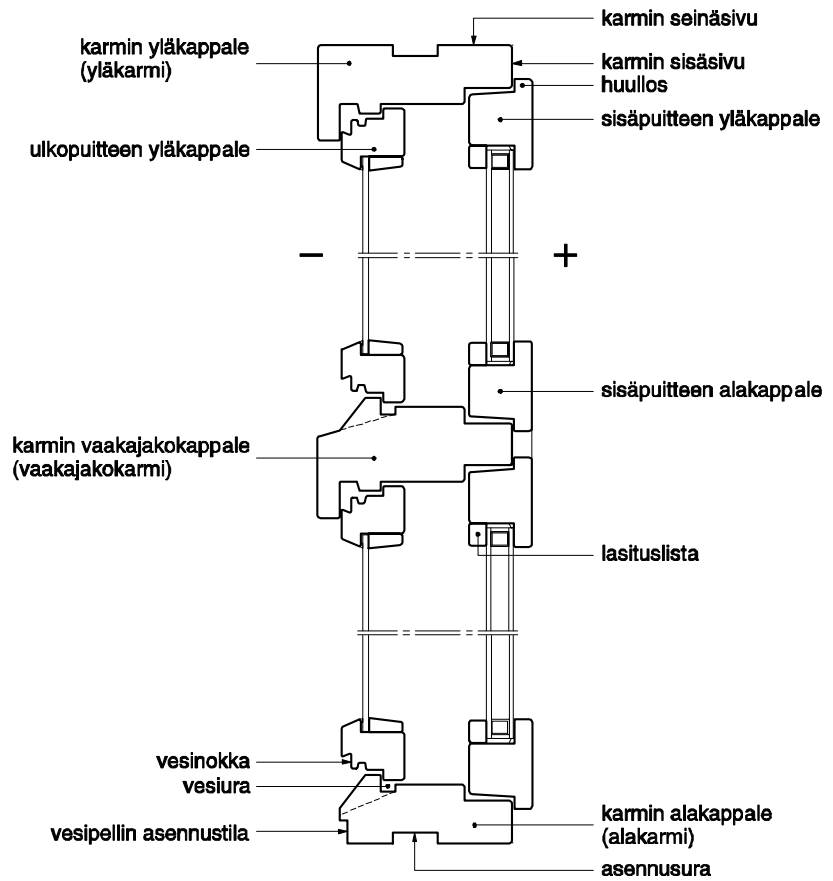 karmin seinäsivu
karmin yläkappale
(yläkarmi)
karmin sisäsivu
huullos
sisäpuitteen yläkappale
ulkopuitteen yläkappale
– +
sisäpuitteen alakappale
karmin vaakajakokappale
(vaakajakokarmi)
lasituslista
vesinokka
vesiura
vesipellin asennustila
karmin alakappale
(alakarmi)
asennusura